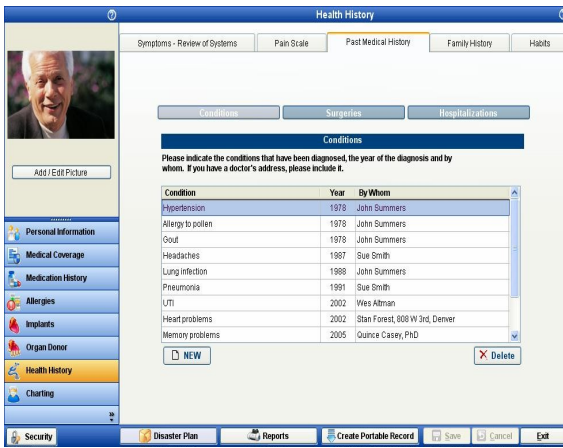 Health History
Symptoms - Review of Systems
Pain Scale
Past Medical History
Family History
Habits
Conditions
Surgeries
Hospitalizations
Conditions
Please indicate the conditions that have been diagnosed, the year of the diagnosis and by
whom. If you have a doctor's address, please include it.
Add / Edit Picture
Condition Year By Whom
Hypertension 1978 John Summers
Allergy to pollen 1978 John Summers
Gout 1978 John Summers
Headaches 1987 Sue Smith
Lung infection 1988 John Summers
Pneumonia 1991 Sue Smith
UTI 2002 Wes Altman
Heart problems 2002 Stan Forest, 808 W 3rd, Denver
Memory problems 2005 Quince Casey, PhD
NEW
Delete
Personal Information
Medical Coverage
Medication History
Allergies
Implants
Organ Donor
Health History
Charting
Security
Disaster Plan
Reports
Create Portable Record
Save
Cancel
Exit